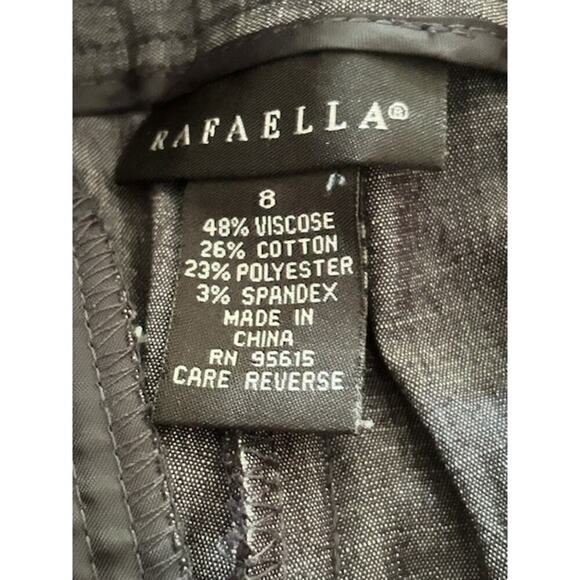 RAFAELLA®
8
48% VISCOSE
26% COTTON
23% POLYESTER
3% SPANDEX
MADE IN
CHINA
RN 95615
CARE REVERSE